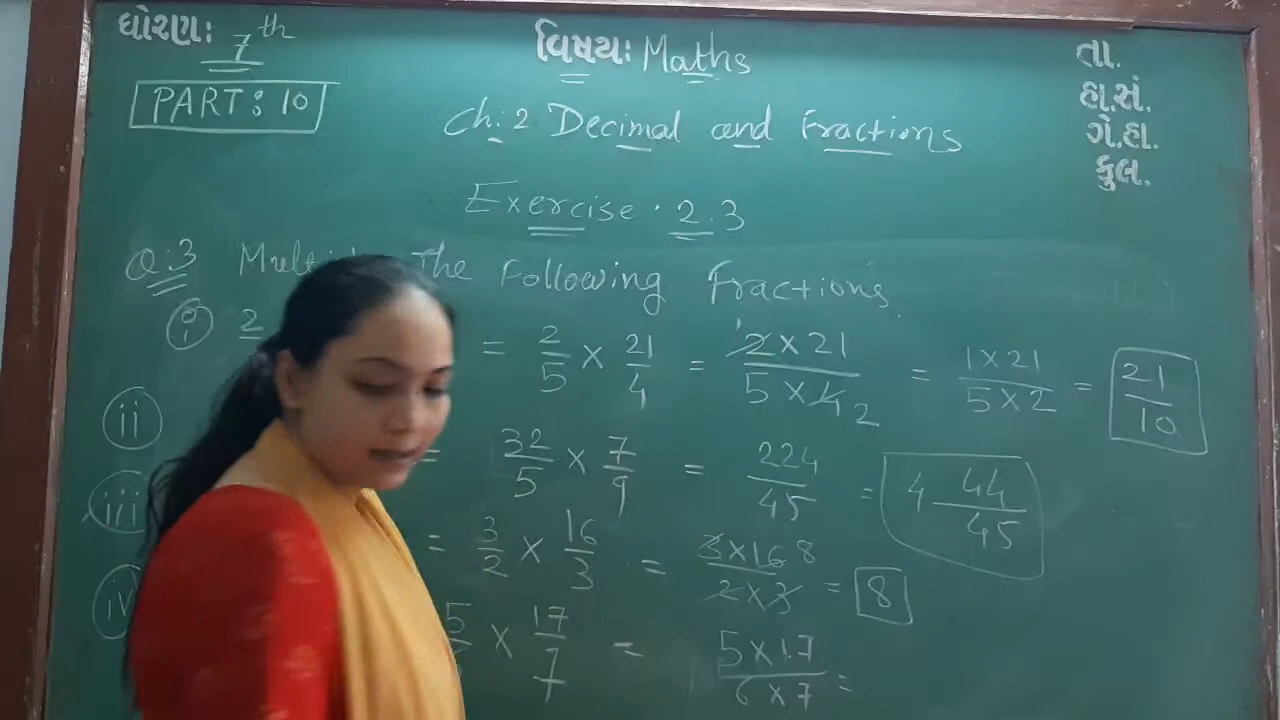 ધોરણ: 7th વિષય: Maths તા.
PART: 10 હા.સં.
Ch: 2 Decimal and Fractions ગે.હા.
કુલ.
Exercise. 2.3
Q.3 The Following Fractions.
i 2 = 2/5 × 21/4 = 2 × 21 / 5 × 4 1 2 = 1 × 21 / 5 × 2 = 21/10
ii = 32/5 × 7/9 = 224/45 = 4 44/45
iii = 3/2 × 16/3 = 3 × 16 8 / 2 × 3 = 8
iv 5 × 17/7 = 5 × 17 / 6 × 7 =